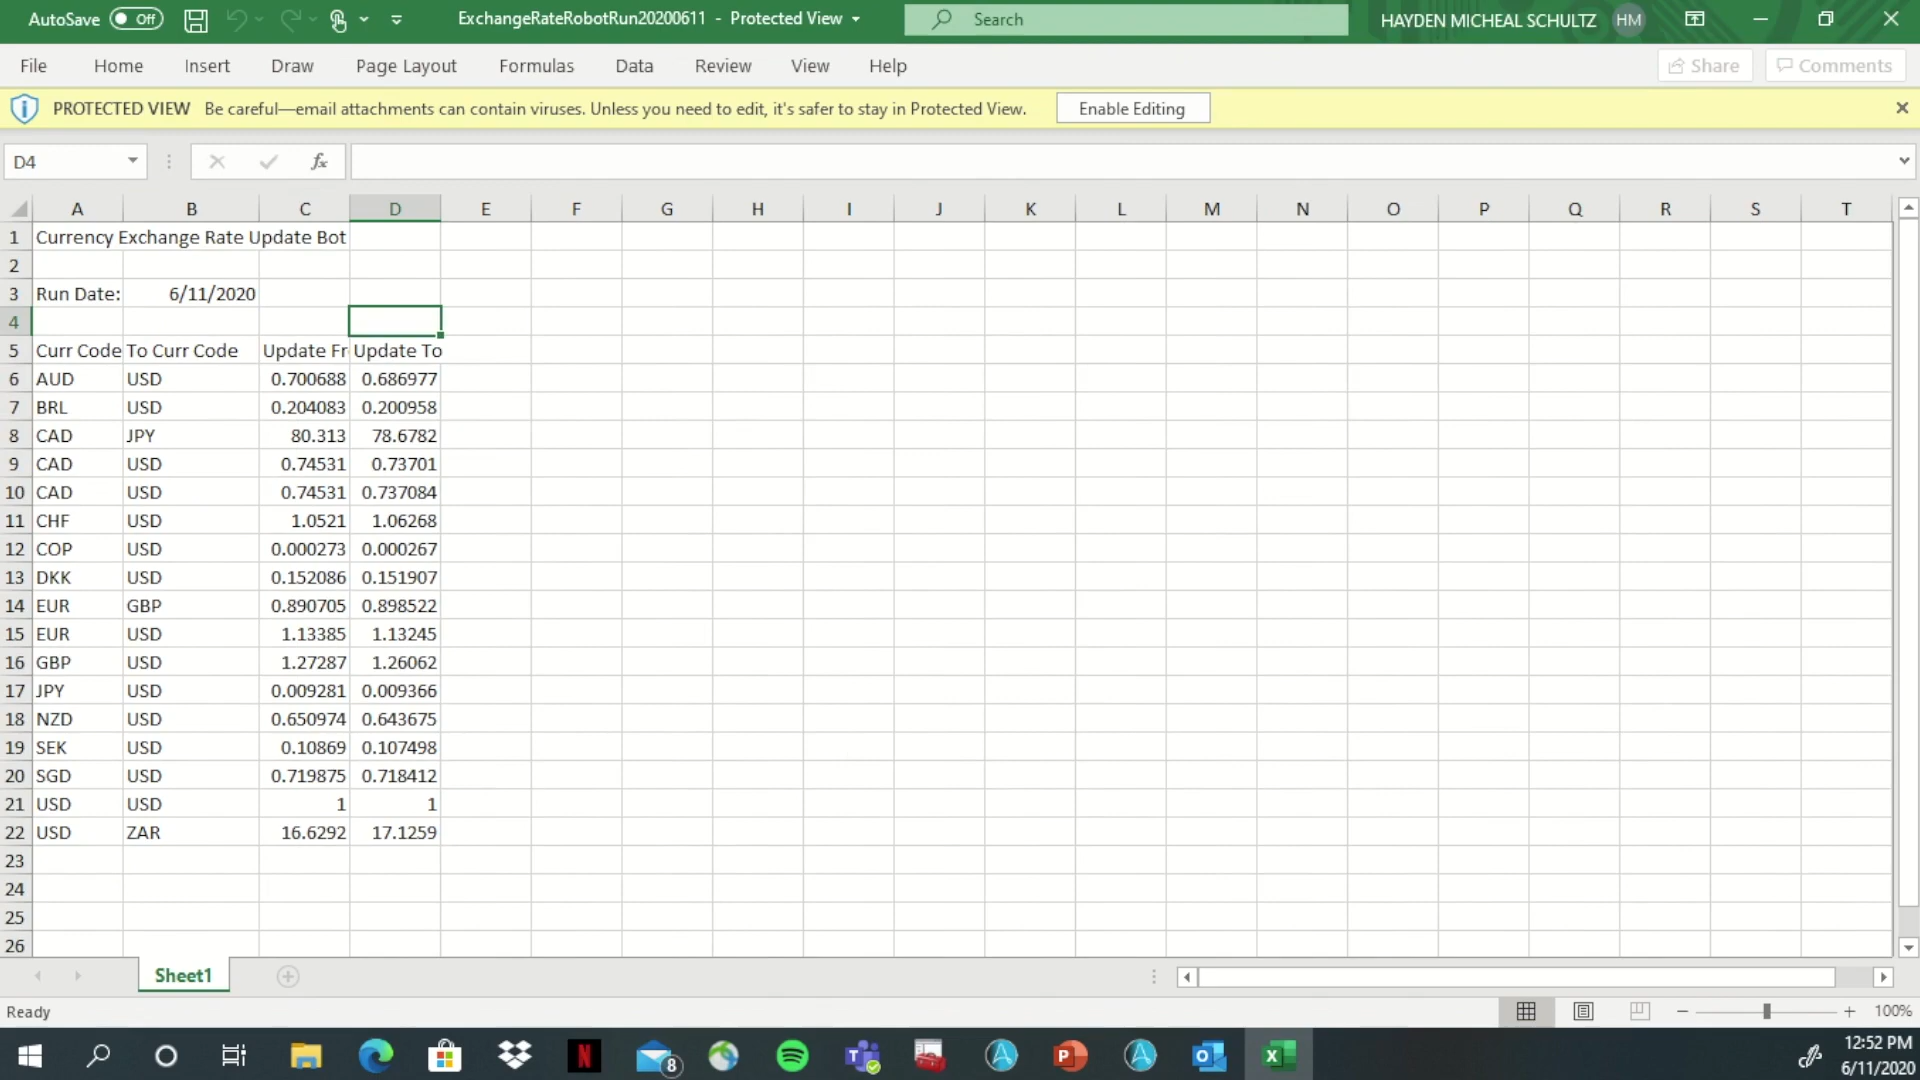 AutoSave Off ExchangeRateRobotRun20200611 - Protected View Search HAYDEN MICHEAL SCHULTZ HM
File Home Insert Draw Page Layout Formulas Data Review View Help Share Comments
PROTECTED VIEW Be careful—email attachments can contain viruses. Unless you need to edit, it's safer to stay in Protected View. Enable Editing
D4 fx
A B C D E F G H I J K L M N O P Q R S T
1 Currency Exchange Rate Update Bot
2
3 Run Date: 6/11/2020
4
5 Curr Code To Curr Code Update Fr Update To
6 AUD USD 0.700688 0.686977
7 BRL USD 0.204083 0.200958
8 CAD JPY 80.313 78.6782
9 CAD USD 0.74531 0.73701
10 CAD USD 0.74531 0.737084
11 CHF USD 1.0521 1.06268
12 COP USD 0.000273 0.000267
13 DKK USD 0.152086 0.151907
14 EUR GBP 0.890705 0.898522
15 EUR USD 1.13385 1.13245
16 GBP USD 1.27287 1.26062
17 JPY USD 0.009281 0.009366
18 NZD USD 0.650974 0.643675
19 SEK USD 0.10869 0.107498
20 SGD USD 0.719875 0.718412
21 USD USD 1 1
22 USD ZAR 16.6292 17.1259
23
24
25
26
Sheet1
Ready 100%
8 12:52 PM
6/11/2020